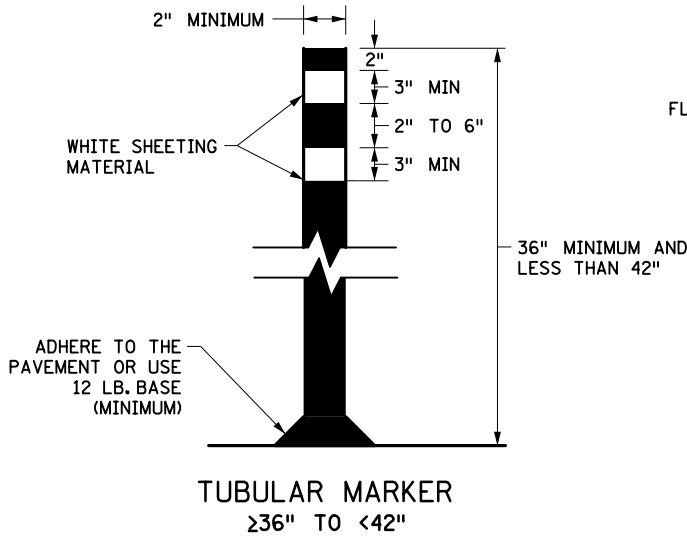 2" MINIMUM
2"
3" MIN
FL
2" TO 6"
WHITE SHEETING
MATERIAL
3" MIN
36" MINIMUM AND
LESS THAN 42"
ADHERE TO THE
PAVEMENT OR USE
12 LB. BASE
(MINIMUM)
TUBULAR MARKER
≥36" TO <42"